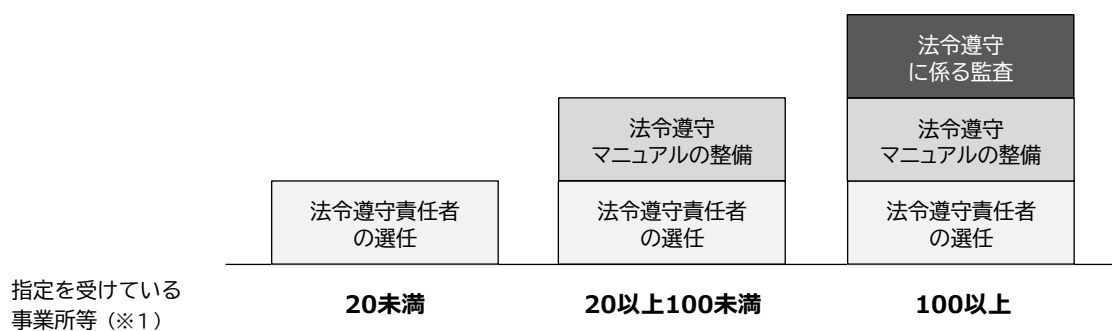 法令遵守
に係る監査
法令遵守
マニュアルの整備
法令遵守
マニュアルの整備
法令遵守責任者
の選任
法令遵守責任者
の選任
法令遵守責任者
の選任
指定を受けている
事業所等（※１）
20未満
20以上100未満
100以上